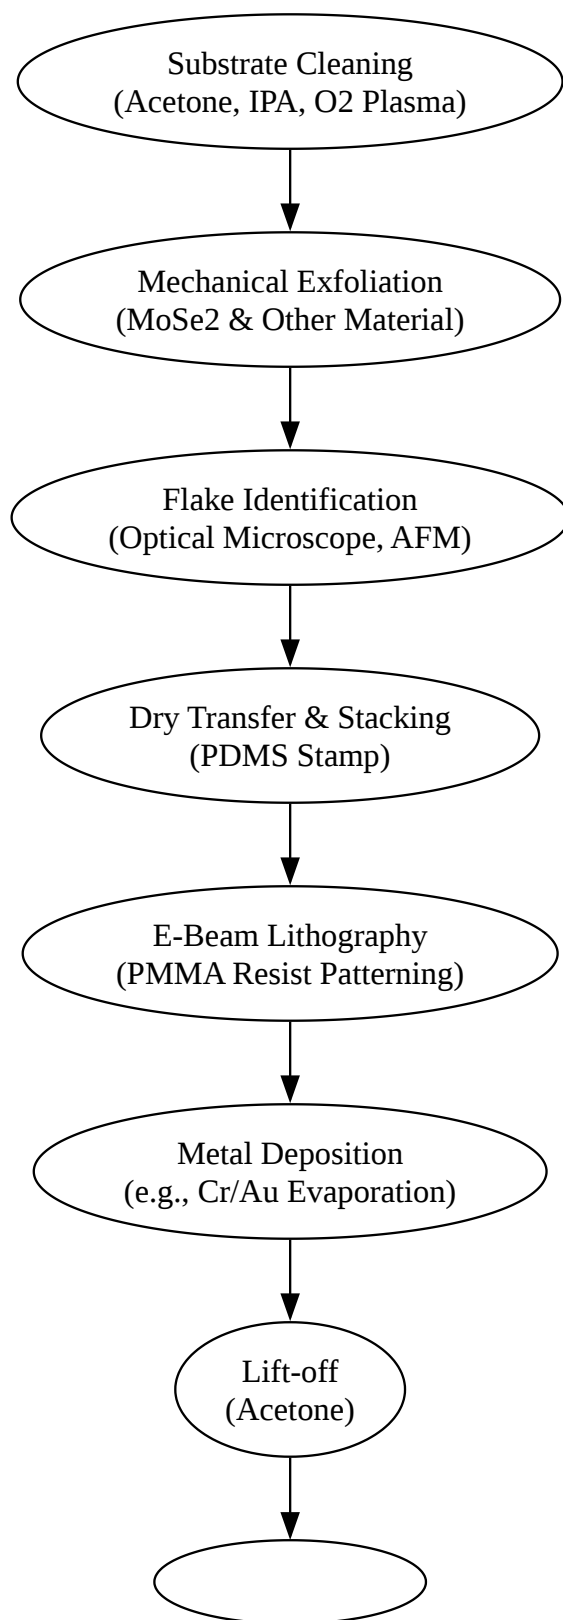 Substrate Cleaning
(Acetone, IPA, O2 Plasma)
Mechanical Exfoliation
(MoSe2 & Other Material)
Flake Identification
(Optical Microscope, AFM)
Dry Transfer & Stacking
(PDMS Stamp)
E-Beam Lithography
(PMMA Resist Patterning)
Metal Deposition
(e.g., Cr/Au Evaporation)
Lift-off
(Acetone)